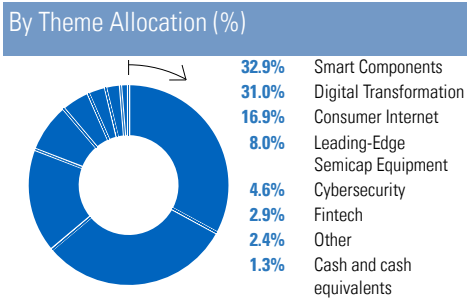 By Theme Allocation (%)
32.9% Smart Components
31.0% Digital Transformation
16.9% Consumer Internet
8.0% Leading-Edge
Semicap Equipment
4.6% Cybersecurity
2.9% Fintech
2.4% Other
1.3% Cash and cash
equivalents